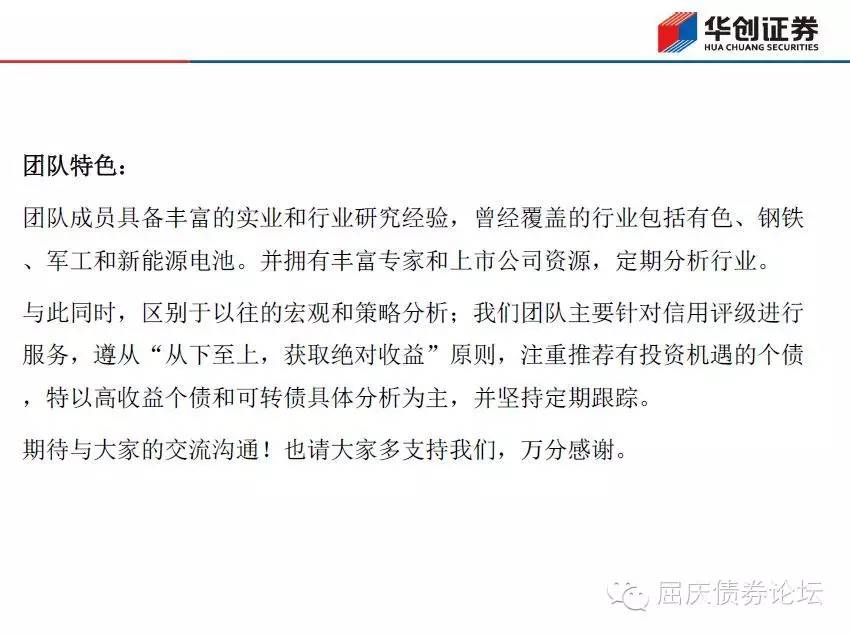 华创证券
HUA CHUANG SECURITIES
团队特色：
团队成员具备丰富的实业和行业研究经验，曾经覆盖的行业包括有色、钢铁
、军工和新能源电池。并拥有丰富专家和上市公司资源，定期分析行业。
与此同时，区别于以往的宏观和策略分析；我们团队主要针对信用评级进行
服务，遵从“从下至上，获取绝对收益”原则，注重推荐有投资机遇的个债
，特以高收益个债和可转债具体分析为主，并坚持定期跟踪。
期待与大家的交流沟通！也请大家多支持我们，万分感谢。
屈庆债券论坛